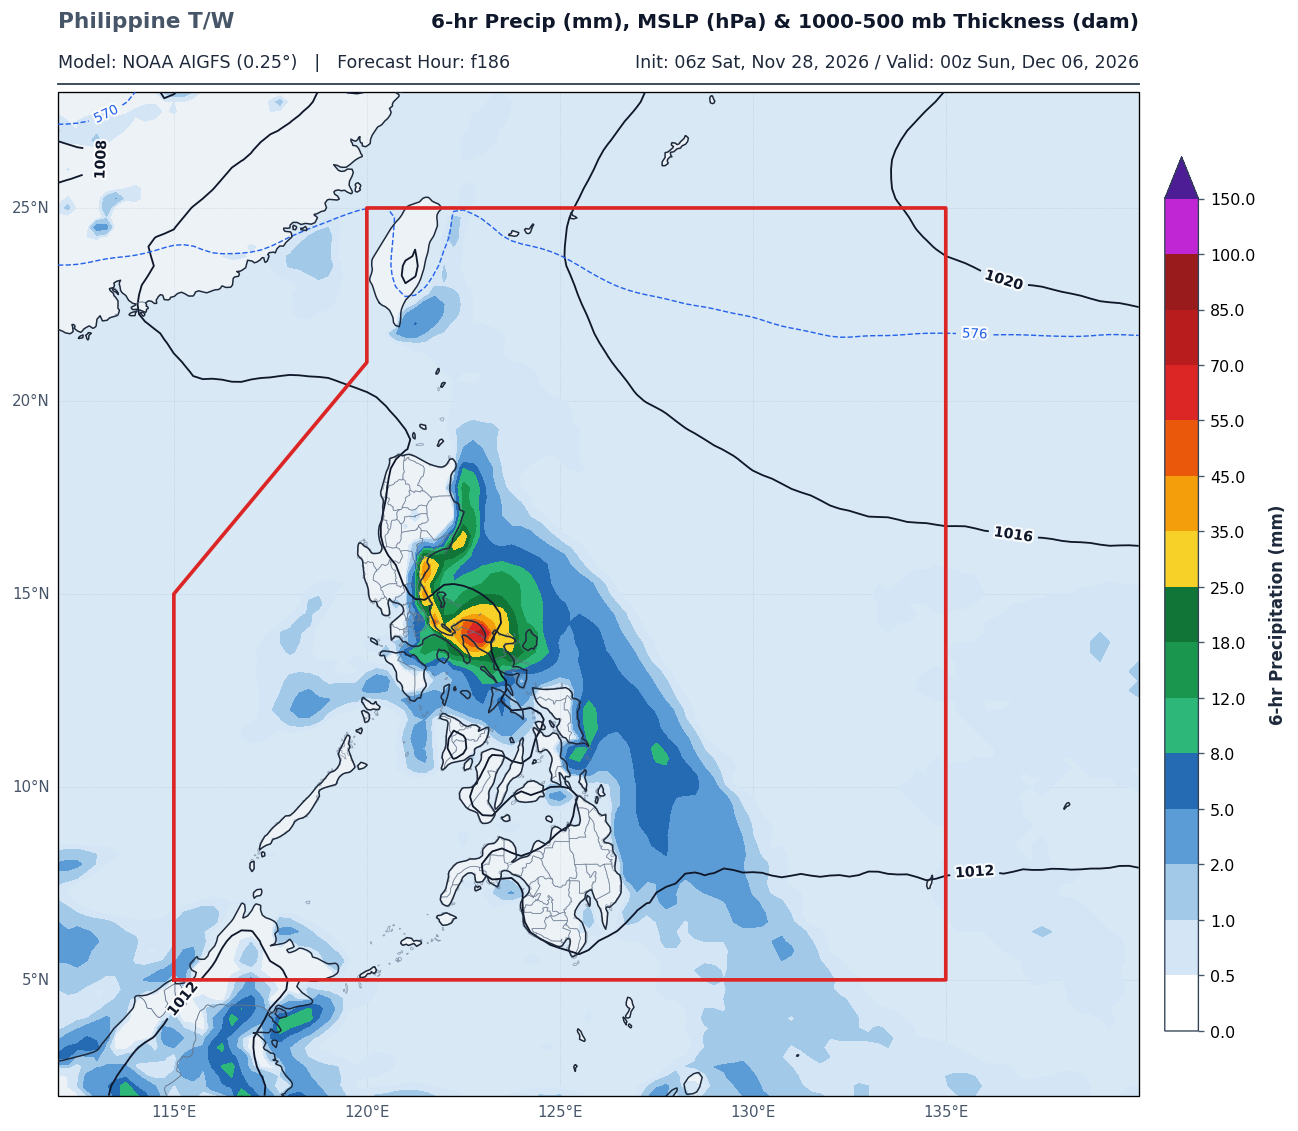 Philippine T/W
6-hr Precip (mm), MSLP (hPa) & 1000-500 mb Thickness (dam)
Model: NOAA AIGFS (0.25°) | Forecast Hour: f186
Init: 06z Sat, Nov 28, 2026 / Valid: 00z Sun, Dec 06, 2026
570
1008
25°N
20°N
15°N
10°N
5°N
1020
576
1016
1012
1012
115°E
120°E
125°E
130°E
135°E
150.0
100.0
85.0
70.0
55.0
45.0
35.0
25.0
18.0
12.0
8.0
5.0
2.0
1.0
0.5
0.0
6-hr Precipitation (mm)